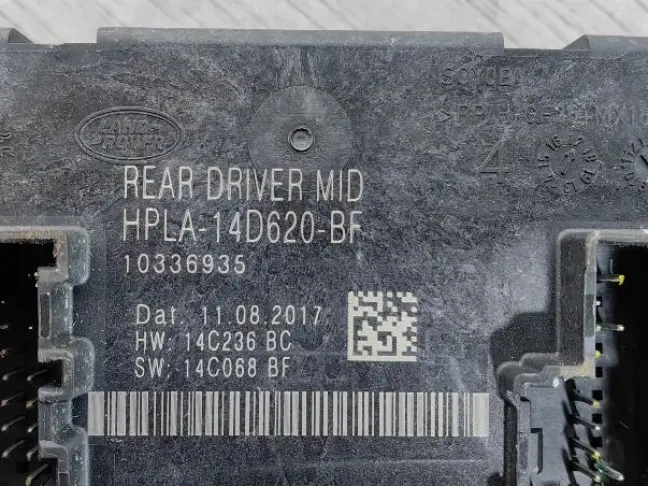 LAND
ROVER
REAR DRIVER MID
HPLA-14D620-BF
10336935
Dat. 11.08.2017
HW: 14C236 BC
SW: 14C068 BF
4